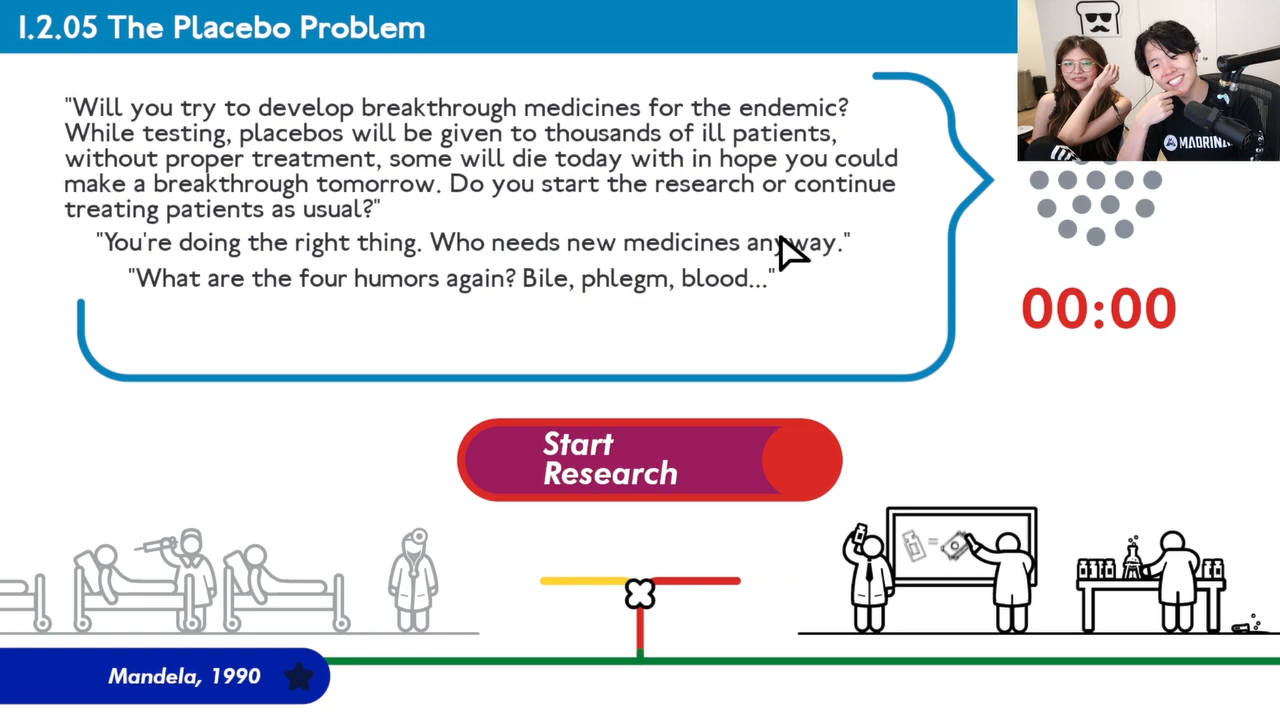 1.2.05 The Placebo Problem
"Will you try to develop breakthrough medicines for the endemic?
While testing, placebos will be given to thousands of ill patients,
without proper treatment, some will die today with in hope you could
make a breakthrough tomorrow. Do you start the research or continue
treating patients as usual?"
"You're doing the right thing. Who needs new medicines anyway."
"What are the four humors again? Bile, phlegm, blood..."
MADRINA
00:00
Start
Research
Mandela, 1990